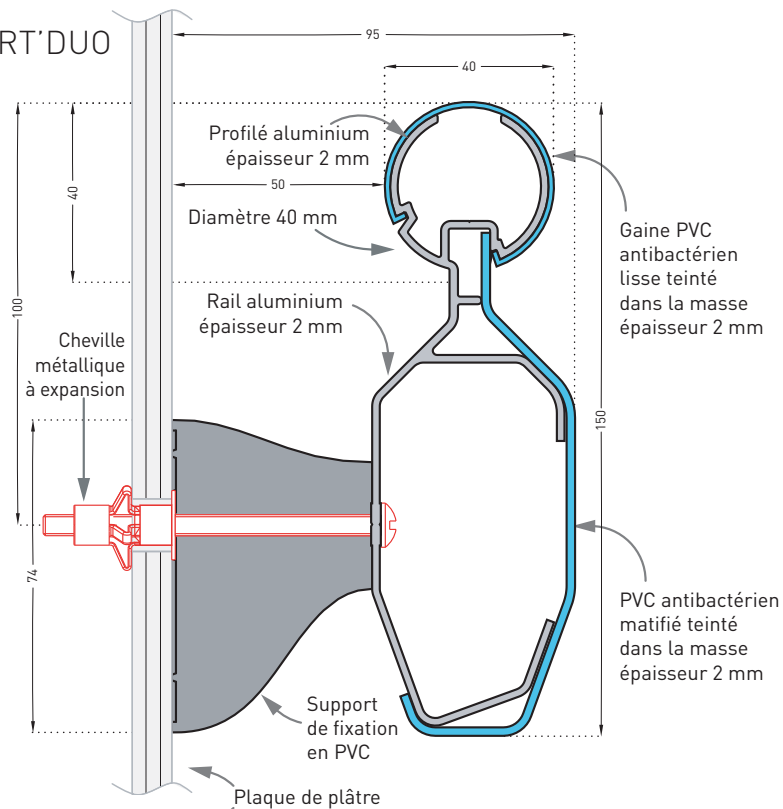 RT'DUO
95
40
Profilé aluminium
épaisseur 2 mm
50
40
Diamètre 40 mm
Gaine PVC
antibactérien
lisse teinté
dans la masse
épaisseur 2 mm
100
Rail aluminium
épaisseur 2 mm
Cheville
métallique
à expansion
150
74
PVC antibactérien
matifié teinté
dans la masse
épaisseur 2 mm
Support
de fixation
en PVC
Plaque de plâtre